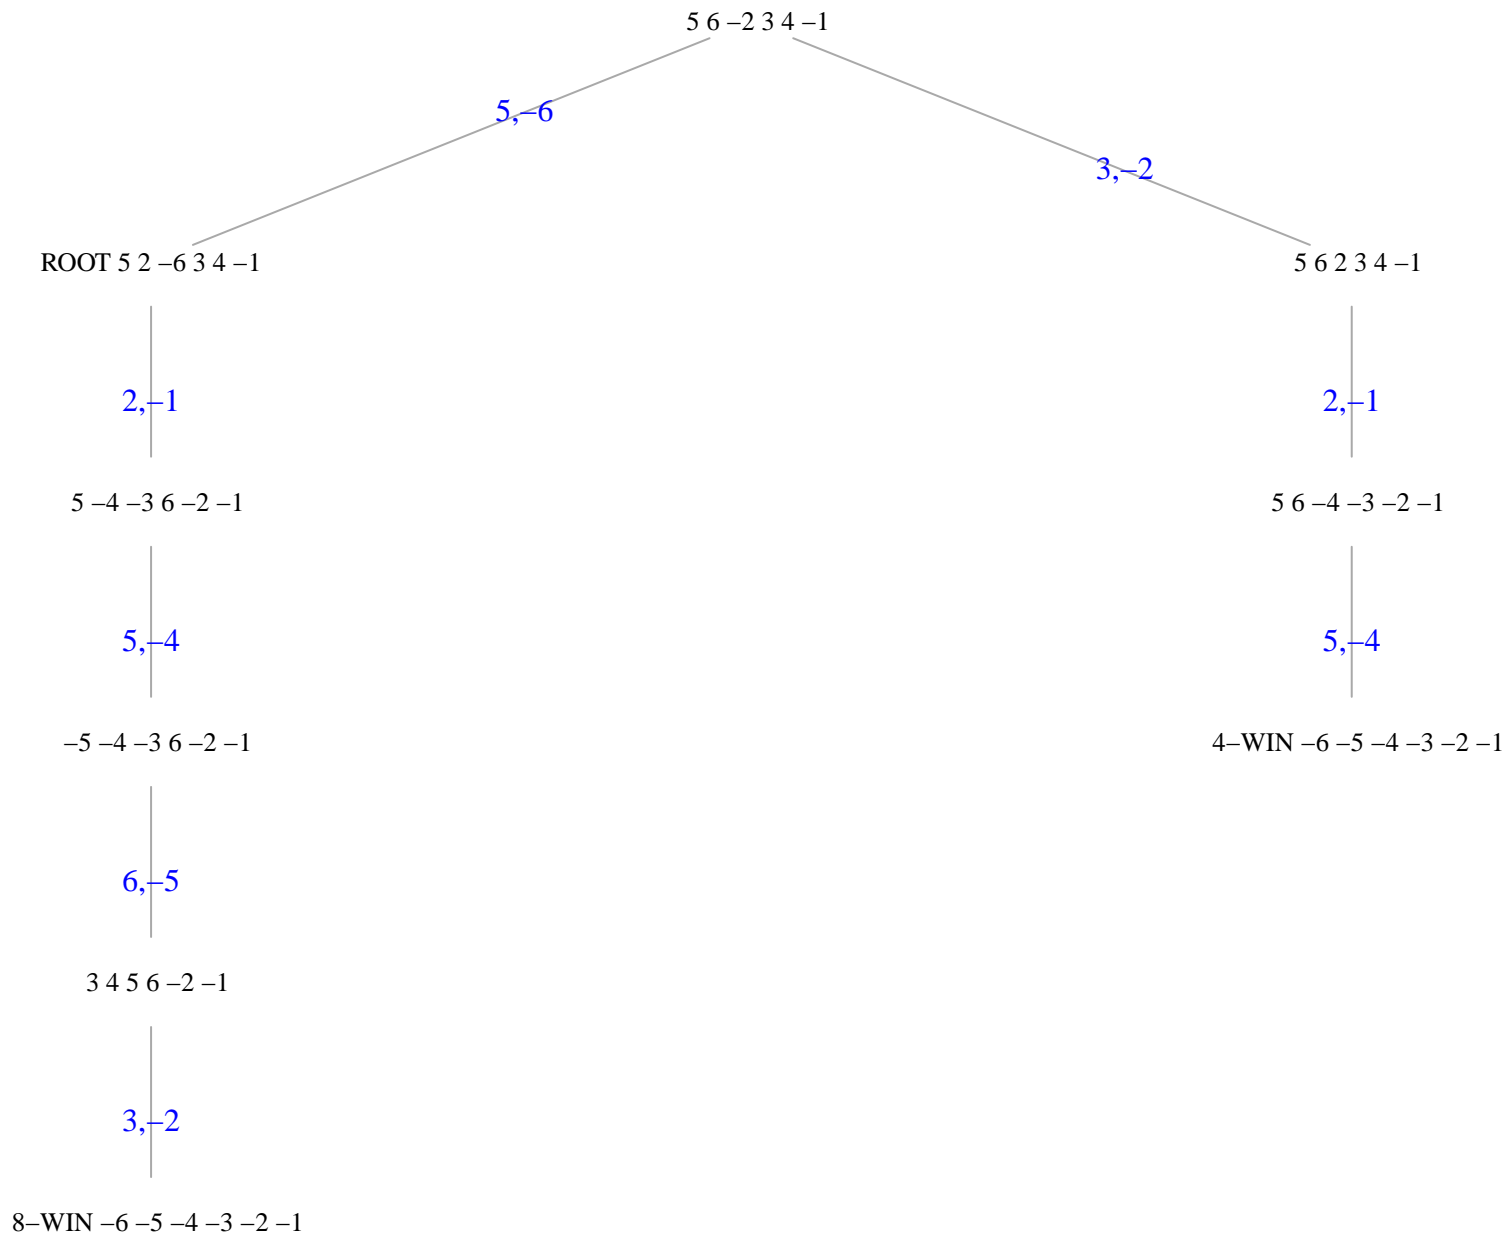 5 6 –2 3 4 –1
5,–6
3,–2
ROOT 5 2 –6 3 4 –1
5 6 2 3 4 –1
2,–1
2,–1
5 –4 –3 6 –2 –1
5 6 –4 –3 –2 –1
5,–4
5,–4
–5 –4 –3 6 –2 –1
4–WIN –6 –5 –4 –3 –2 –1
6,–5
3 4 5 6 –2 –1
3,–2
8–WIN –6 –5 –4 –3 –2 –1